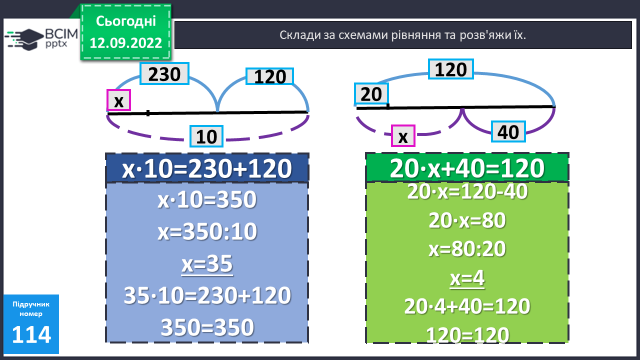 Сьогодні
12.09.2022
BCIM
pptx
Склади за схемами рівняння та розв'яжи їх.
230
120
x
10
120
20
x
40
x·10=230+120
x·10=350
x=350:10
x=35
35·10=230+120
350=350
20·x+40=120
20·x=120-40
20·x=80
x=80:20
x=4
20·4+40=120
120=120
Підручник
номер
114